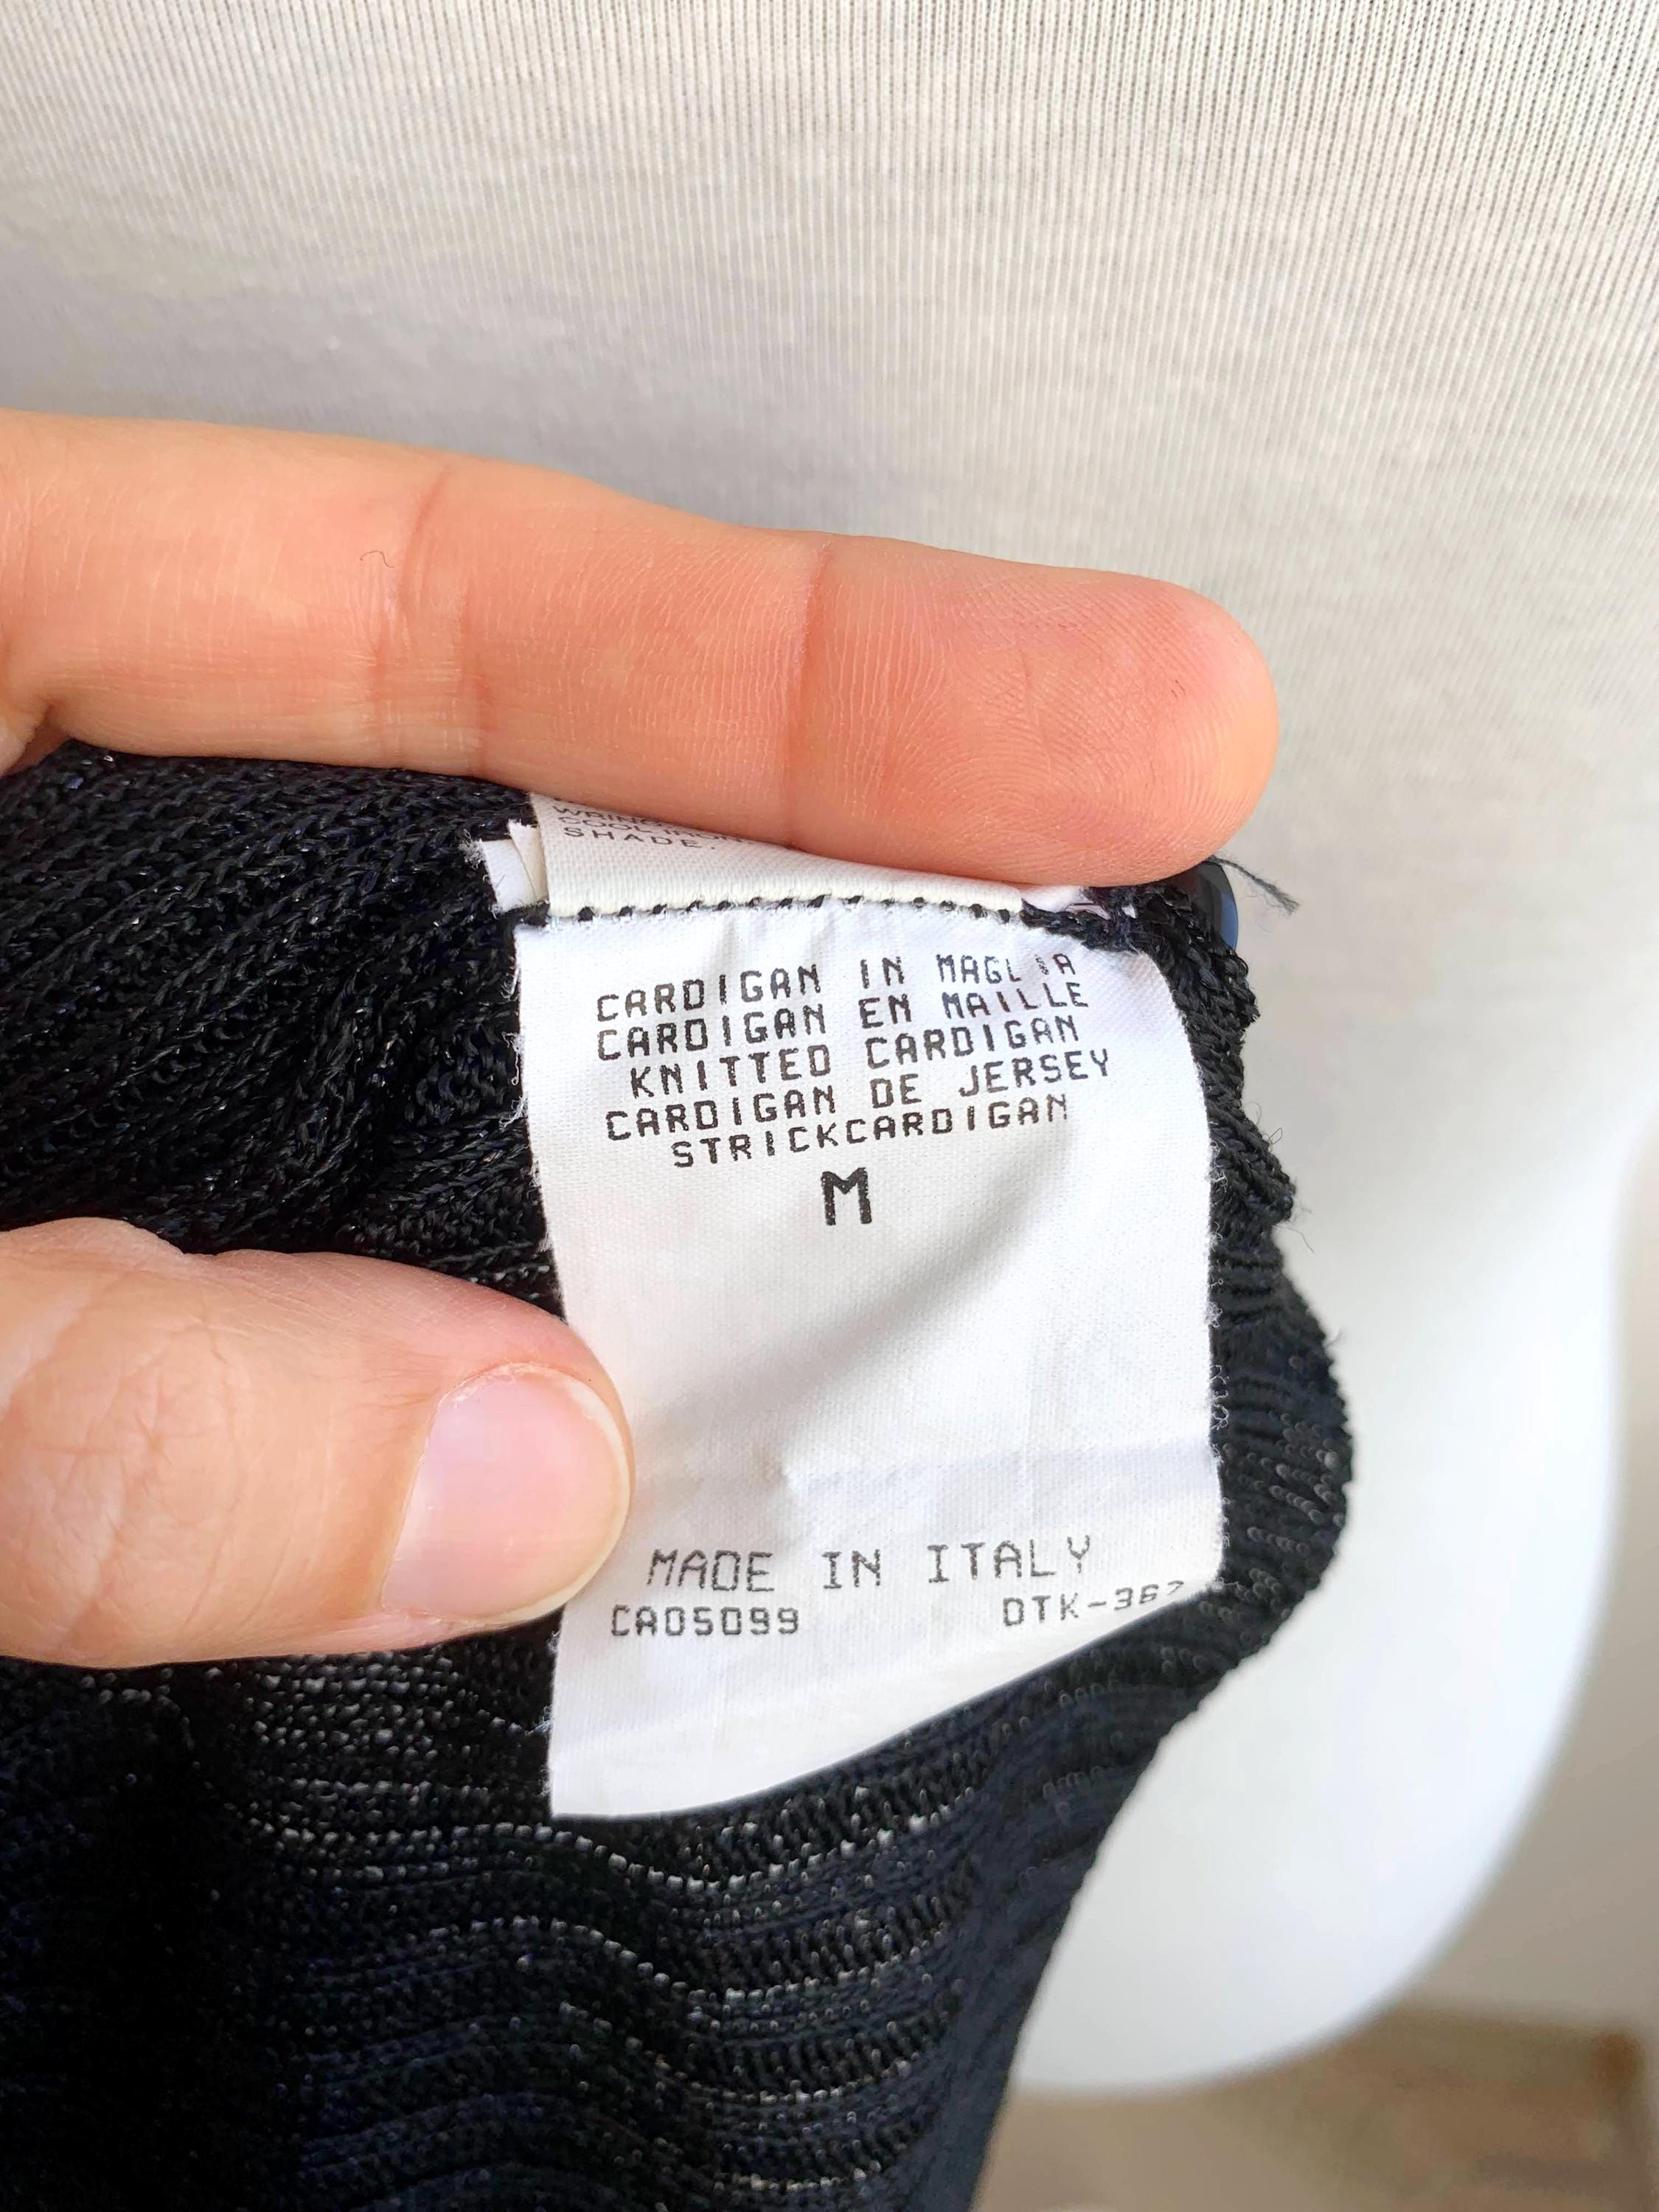 SHADE.
CARDIGAN IN MAGLIA
CARDIGAN EN MAILLE
KNITTED CARDIGAN
CARDIGAN DE JERSEY
STRICKCARDIGAN
M
MADE IN ITALY
CA05099